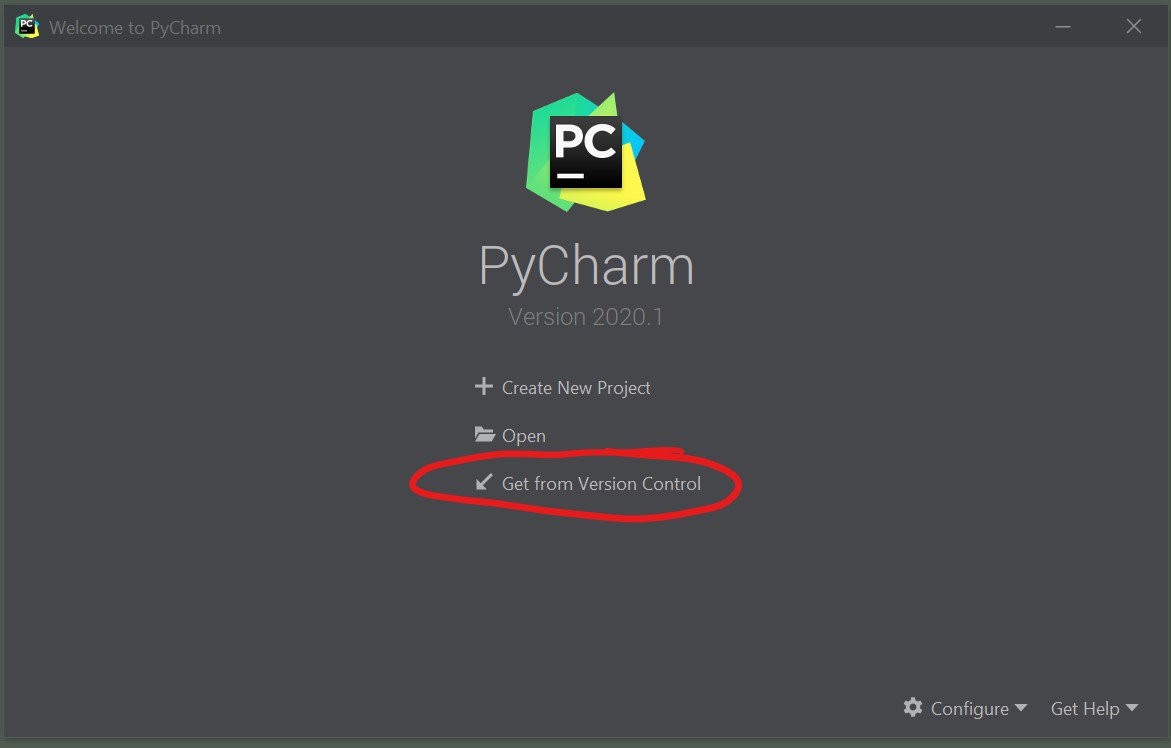 PC
Welcome to PyCharm
PC
PyCharm
Version 2020.1
Create New Project
Open
Get from Version Control
Configure
Get Help